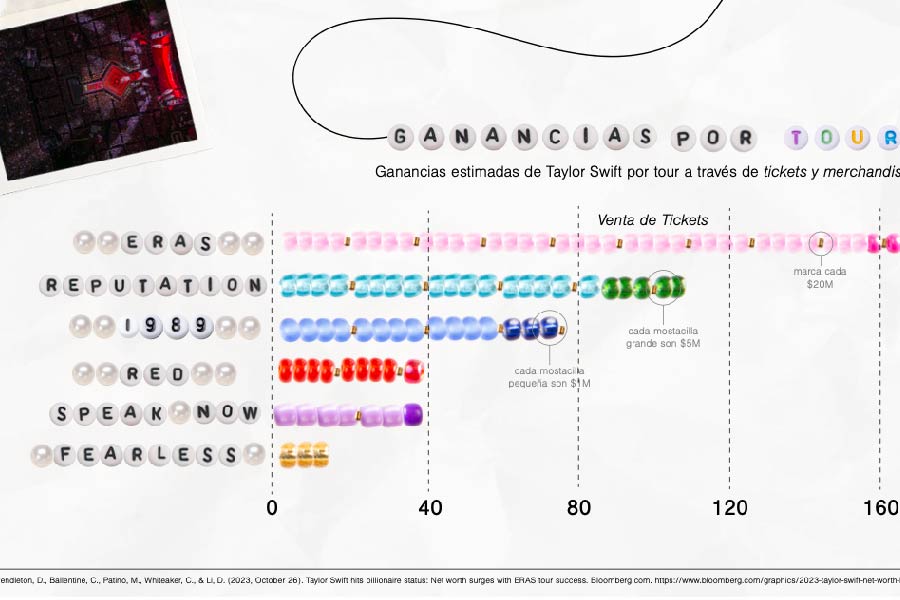 GANANCIAS POR TOUR
Ganancias estimadas de Taylor Swift por tour a través de tickets y merchandis
Venta de Tickets
ERAS
marca cada
$20M
REPUTATION
cada mostacilla
grande son $5M
1989
cada mostacilla
pequeña son $1M
RED
SPEAK NOW
FEARLESS
0 40 80 120 160
endleton, D., Ballentine, C., Patino, M., Whiteaker, C., & Li, D. (2023, October 26). Taylor Swift hits billionaire status: Net worth surges with ERAS tour success. Bloomberg.com. https://www.bloomberg.com/graphics/2023-taylor-swift-net-worth-